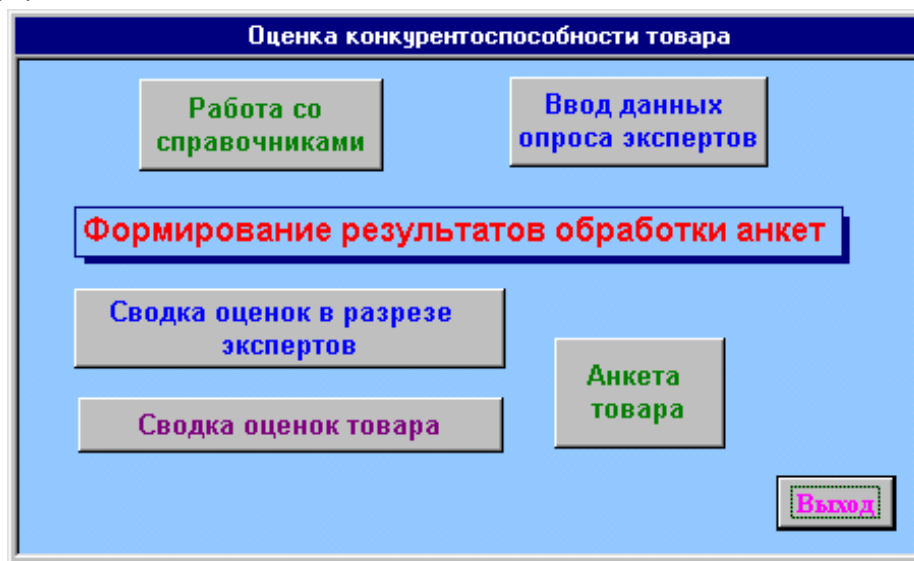 Оценка конкурентоспособности товара
Работа со
справочниками
Ввод данных
опроса экспертов
Формирование результатов обработки анкет
Сводка оценок в разрезе
экспертов
Анкета
товара
Сводка оценок товара
Выход